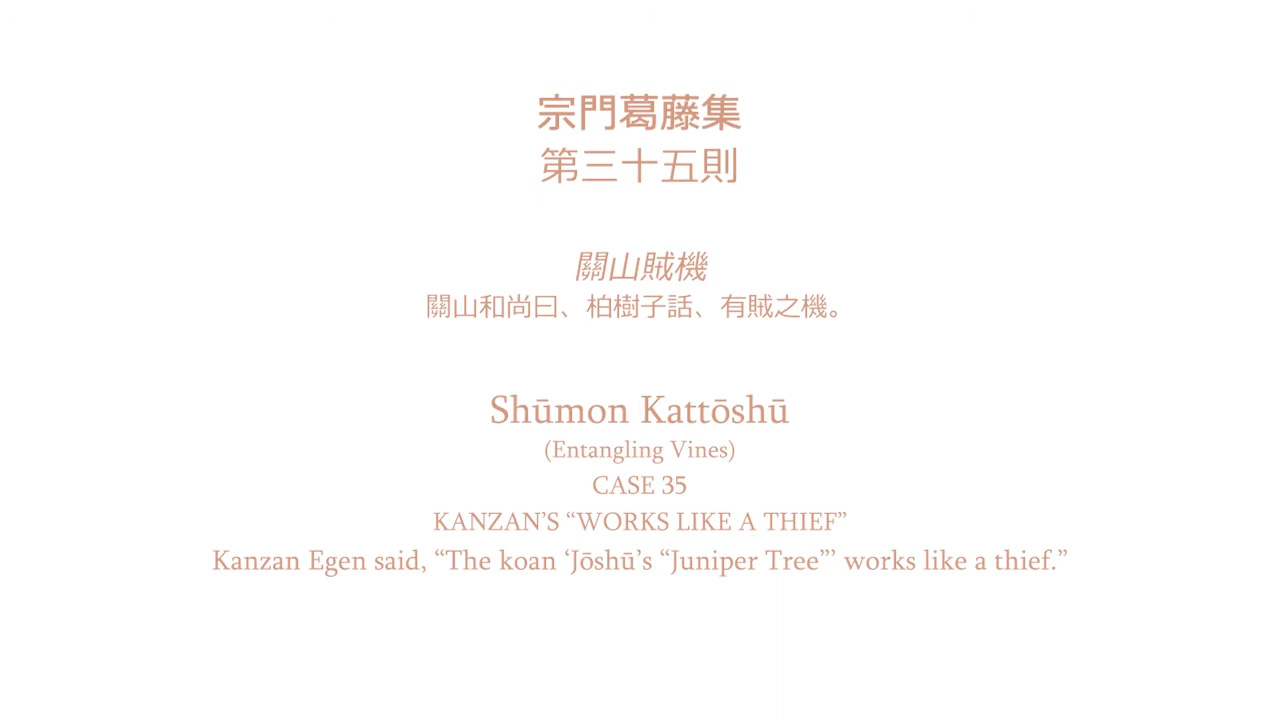 宗門葛藤集
第三十五則
關山賊機
關山和尚曰、柏樹子話、有賊之機。
Shūmon Kattōshū
(Entangling Vines)
CASE 35
KANZAN’S “WORKS LIKE A THIEF”
Kanzan Egen said, “The koan ‘Jōshū’s “Juniper Tree”’ works like a thief.”